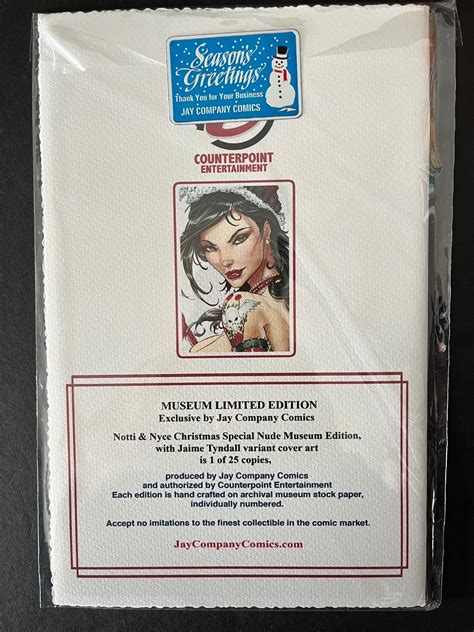 Season's
Greetings
Thank You for Your Business
JAY COMPANY COMICS
COUNTERPOINT
ENTERTAINMENT
MUSEUM LIMITED EDITION
Exclusive by Jay Company Comics
Notti & Nyce Christmas Special Nude Museum Edition,
with Jaime Tyndall variant cover art
is 1 of 25 copies,
produced by Jay Company Comics
and authorized by Counterpoint Entertainment
Each edition is hand crafted on archival museum stock paper,
individually numbered.
Accept no imitations to the finest collectible in the comic market.
JayCompanyComics.com